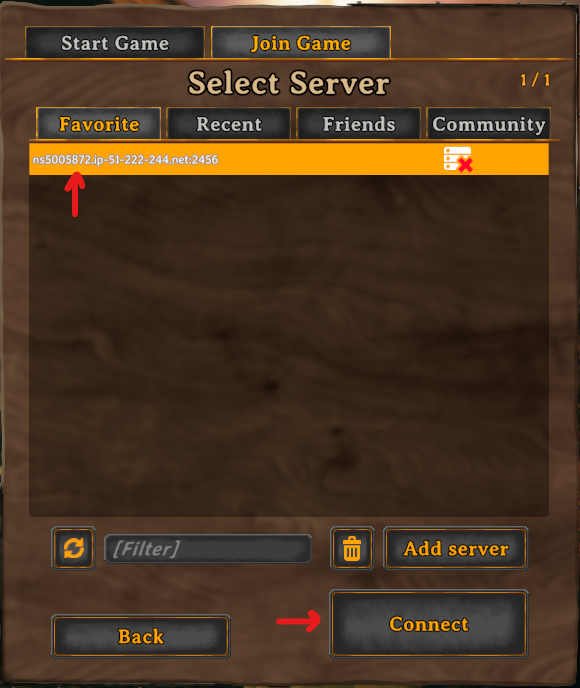 Start Game
Join Game
Select Server
1 / 1
Favorite
Recent
Friends
Community
ns5005872.ip-51-222-244.net:2456
[Filter]
Add server
Back
Connect